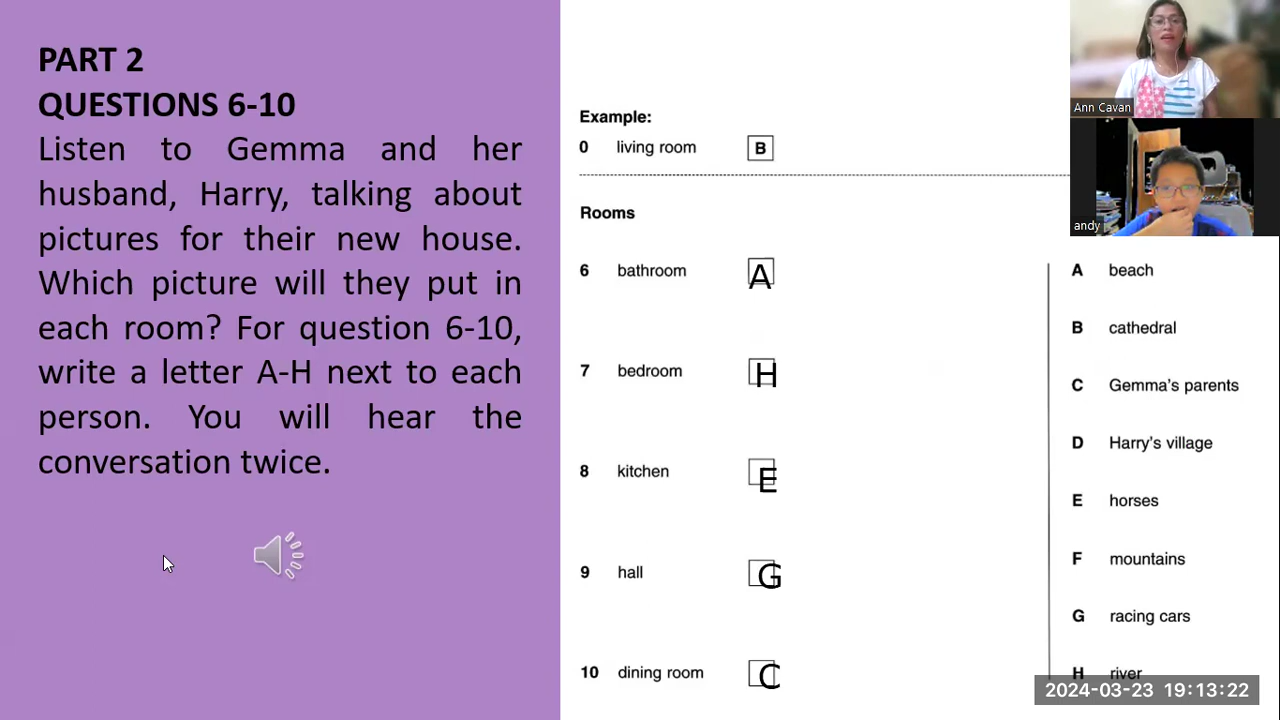 PART 2
QUESTIONS 6-10
Listen to Gemma and her
husband, Harry, talking about
pictures for their new house.
Which picture will they put in
each room? For question 6-10,
write a letter A-H next to each
person. You will hear the
conversation twice.
Example:
0 living room B
Rooms
6 bathroom A
7 bedroom H
8 kitchen E
9 hall G
10 dining room C
A beach
B cathedral
C Gemma's parents
D Harry's village
E horses
F mountains
G racing cars
H river
Ann Cavan
andy
2024-03-23 19:13:22